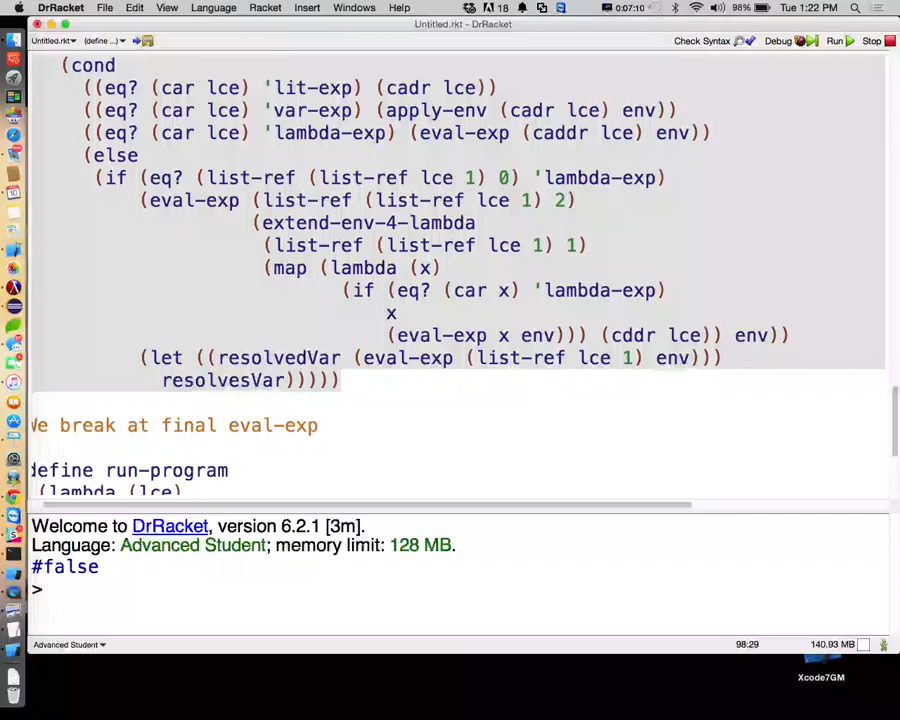 DrRacket File Edit View Language Racket Insert Windows Help 18 0:07:10 98% Tue 1:22 PM
Untitled.rkt - DrRacket
Untitled.rkt (define ...) Check Syntax Debug Run Stop
(cond
((eq? (car lce) 'lit-exp) (cadr lce))
((eq? (car lce) 'var-exp) (apply-env (cadr lce) env))
((eq? (car lce) 'lambda-exp) (eval-exp (caddr lce) env))
(else
(if (eq? (list-ref (list-ref lce 1) 0) 'lambda-exp)
(eval-exp (list-ref (list-ref lce 1) 2)
(extend-env-4-lambda
(list-ref (list-ref lce 1) 1)
(map (lambda (x)
(if (eq? (car x) 'lambda-exp)
x
(eval-exp x env))) (cddr lce)) env))
(let ((resolvedVar (eval-exp (list-ref lce 1) env)))
resolvesVar)))))
We break at final eval-exp
define run-program
(lambda (lce)
Welcome to DrRacket, version 6.2.1 [3m].
Language: Advanced Student; memory limit: 128 MB.
#false
>
Advanced Student 98:29 140.93 MB
Xcode7GM